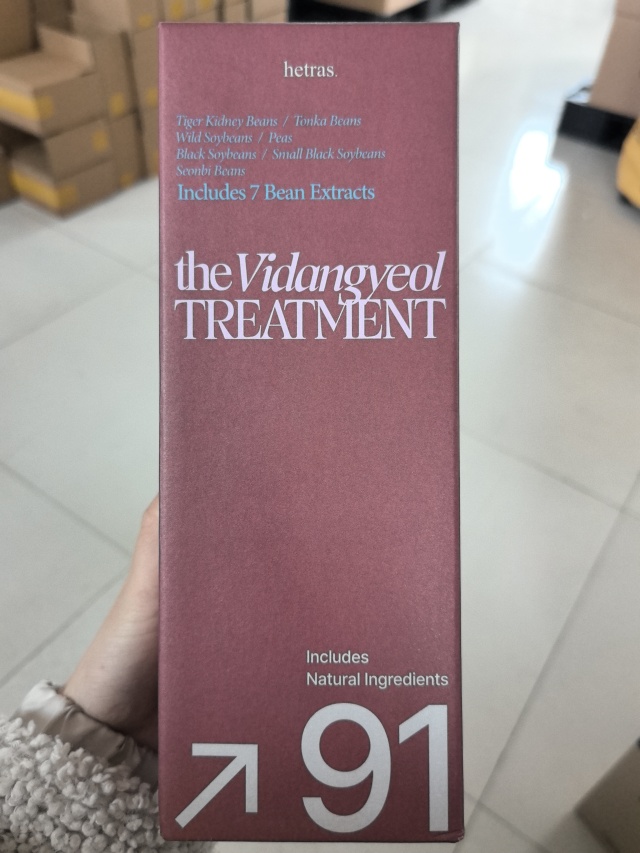 hetras.
Tiger Kidney Beans / Tonka Beans
Wild Soybeans / Peas
Black Soybeans / Small Black Soybeans
Seonbi Beans
Includes 7 Bean Extracts
the Vidangyeol
TREATMENT
Includes
Natural Ingredients
↗ 91